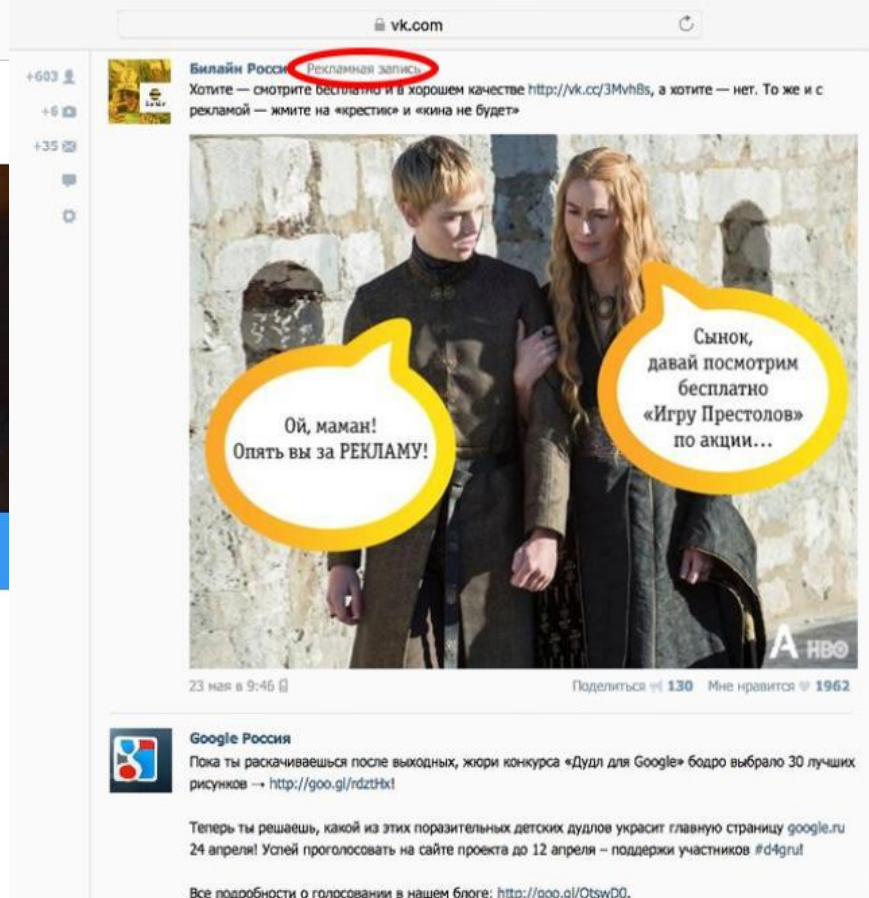 vk.com
+603
+6
+35
Билайн Россия Рекламная запись
Хотите — смотрите бесплатно и в хорошем качестве http://vk.cc/3MvhBs, а хотите — нет. То же и с
рекламой — жмите на «крестик» и «кина не будет»
Ой, маман!
Опять вы за РЕКЛАМУ!
Сынок,
давай посмотрим
бесплатно
«Игру Престолов»
по акции...
A HBO
23 мая в 9:46
Поделиться 130 Мне нравится 1962
Google Россия
Пока ты раскачиваешься после выходных, жюри конкурса «Дудл для Google» бодро выбрало 30 лучших
рисунков → http://goo.gl/rdztHx!
Теперь ты решаешь, какой из этих поразительных детских дудлов украсит главную страницу google.ru
24 апреля! Успей проголосовать на сайте проекта до 12 апреля – поддержи участников #d4gru!
Все подробности о голосовании в нашем блоге: http://goo.gl/OtswD0.